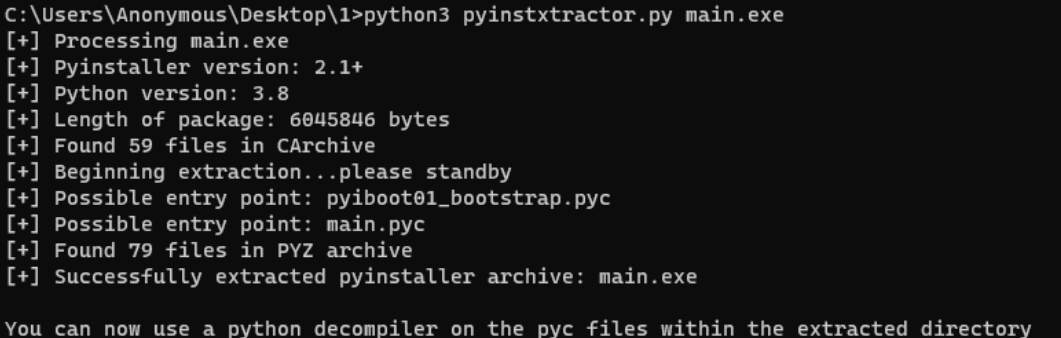 C:\Users\Anonymous\Desktop\1>python3 pyinstxtractor.py main.exe
[+] Processing main.exe
[+] Pyinstaller version: 2.1+
[+] Python version: 3.8
[+] Length of package: 6045846 bytes
[+] Found 59 files in CArchive
[+] Beginning extraction...please standby
[+] Possible entry point: pyiboot01_bootstrap.pyc
[+] Possible entry point: main.pyc
[+] Found 79 files in PYZ archive
[+] Successfully extracted pyinstaller archive: main.exe
You can now use a python decompiler on the pyc files within the extracted directory